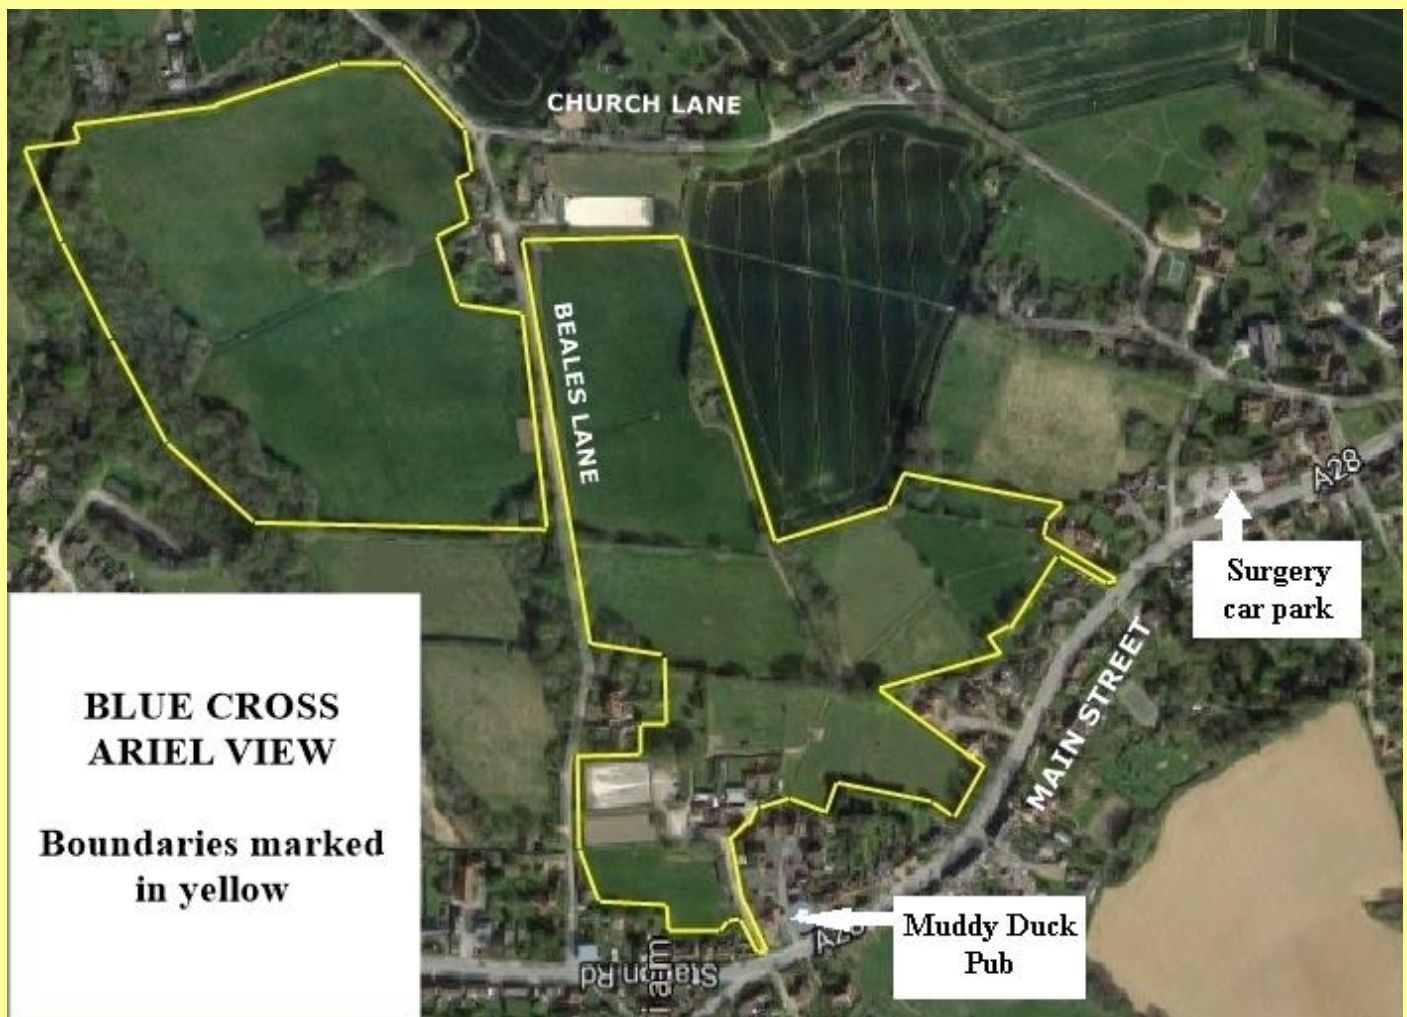 CHURCH LANE
BEALES LANE
A28
Surgery
car park
MAIN STREET
BLUE CROSS
ARIEL VIEW
Boundaries marked
in yellow
Muddy Duck
Pub
Station Rd